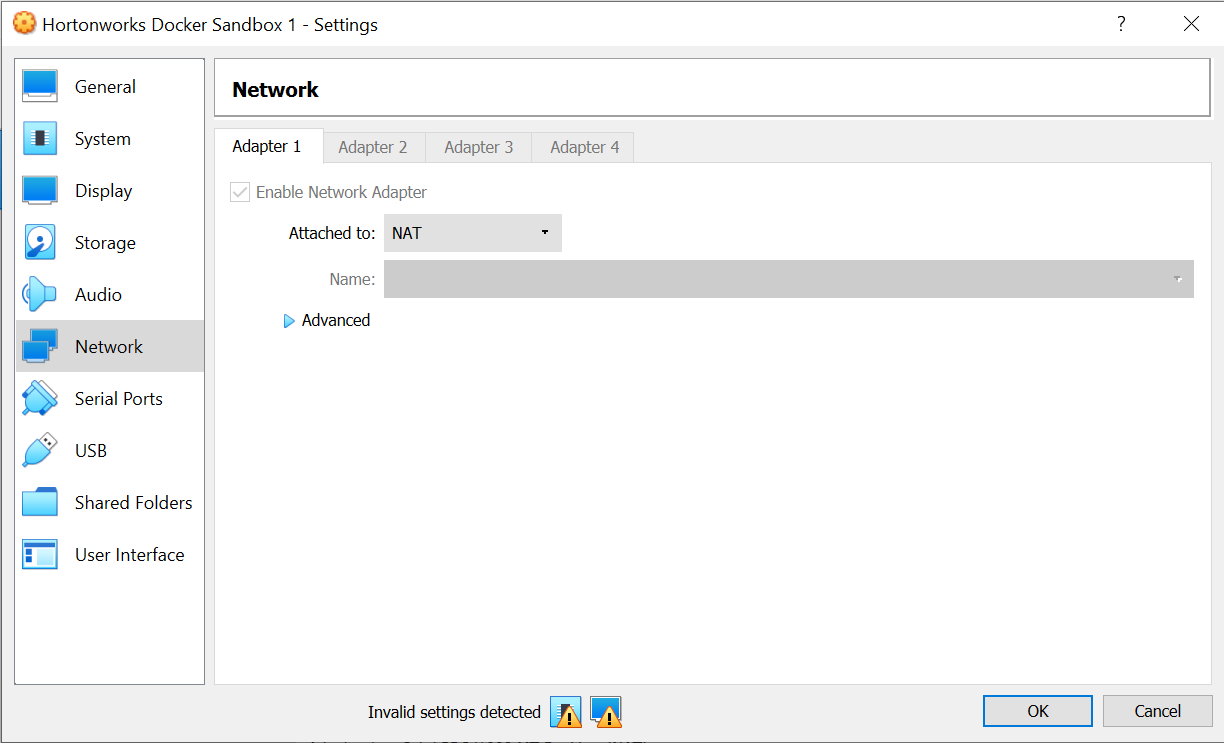 Hortonworks Docker Sandbox 1 - Settings
?
General
System
Display
Storage
Audio
Network
Serial Ports
USB
Shared Folders
User Interface
Network
Adapter 1
Adapter 2
Adapter 3
Adapter 4
Enable Network Adapter
Attached to: NAT
Name:
Advanced
Invalid settings detected
OK
Cancel